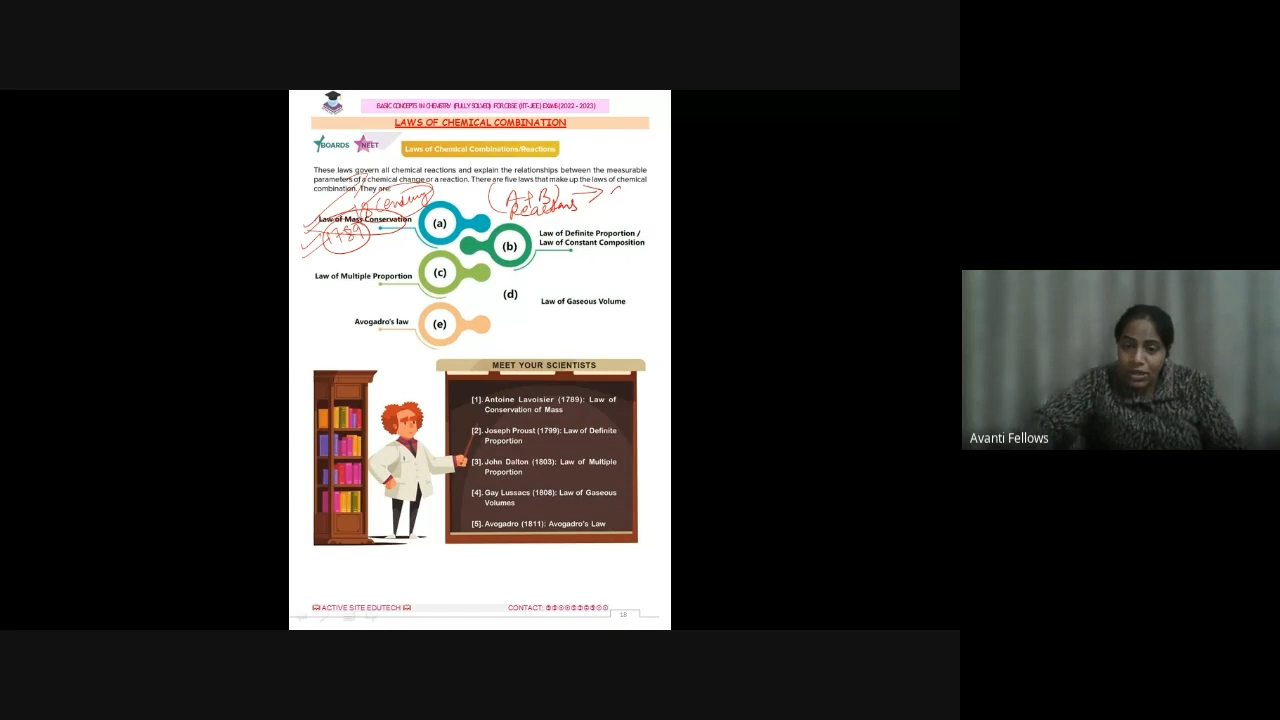 BASIC CONCEPTS IN CHEMISTRY (FULLY SOLVED) FOR CBSE (IIT-JEE) EXAMS (2022 - 2023)
LAWS OF CHEMICAL COMBINATION
BOARDS NEET
Laws of Chemical Combinations/Reactions
These laws govern all chemical reactions and explain the relationships between the measurable
parameters of a chemical change or a reaction. There are five laws that make up the laws of chemical
combination. They are:
(A+B)
Law of Mass Conservation
(a)
1789
Law of Definite Proportion /
Law of Constant Composition
(b)
Law of Multiple Proportion
(c)
(d)
Law of Gaseous Volume
Avogadro's law
(e)
MEET YOUR SCIENTISTS
[1]. Antoine Lavoisier (1789): Law of
Conservation of Mass
[2]. Joseph Proust (1799): Law of Definite
Proportion
[3]. John Dalton (1803): Law of Multiple
Proportion
[4]. Gay Lussacs (1808): Law of Gaseous
Volumes
[5]. Avogadro (1811): Avogadro's Law
ACTIVE SITE EDUTECH
CONTACT:
18
Avanti Fellows